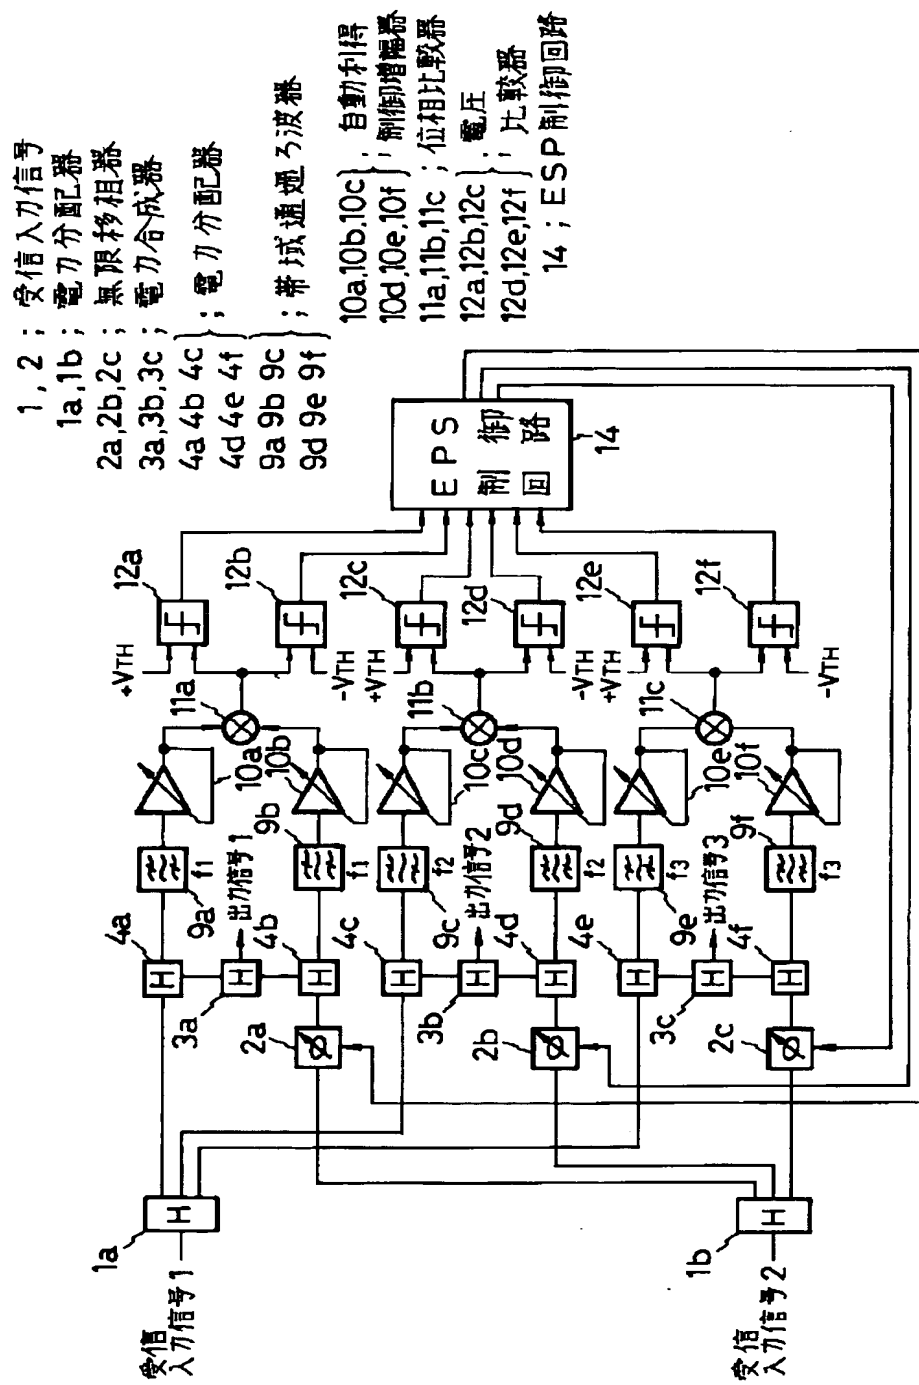 1, 2 ; 受信入力信号
1a,1b ; 電力分配器
2a,2b,2c ; 無限移相器
3a,3b,3c ; 電力合成器
4a 4b 4c
4d 4e 4f
; 電力分配器
9a 9b 9c
9d 9e 9f
; 帯域通過ろ波器
10a,10b,10c
10d,10e,10f
; 自動利得
制御増幅器
11a,11b,11c ; 位相比較器
12a,12b,12c
12d,12e,12f
; 電圧
比較器
14 ; ESP制御回路
受信
入力信号1
1a
4a
9a
f1
10a
11a
+VTH
12a
3a
出力信号1
2a
4b
9b
f1
10b
-VTH
12b
4c
9c
f2
10c
11b
+VTH
12c
3b
出力信号2
2b
4d
9d
f2
10d
-VTH
12d
4e
9e
f3
10e
11c
+VTH
12e
3c
出力信号3
2c
4f
9f
f3
10f
-VTH
12f
EPS
制御
回路
14
受信
入力信号2
1b
H
H
H
H
H
H
H
H
H
H
H